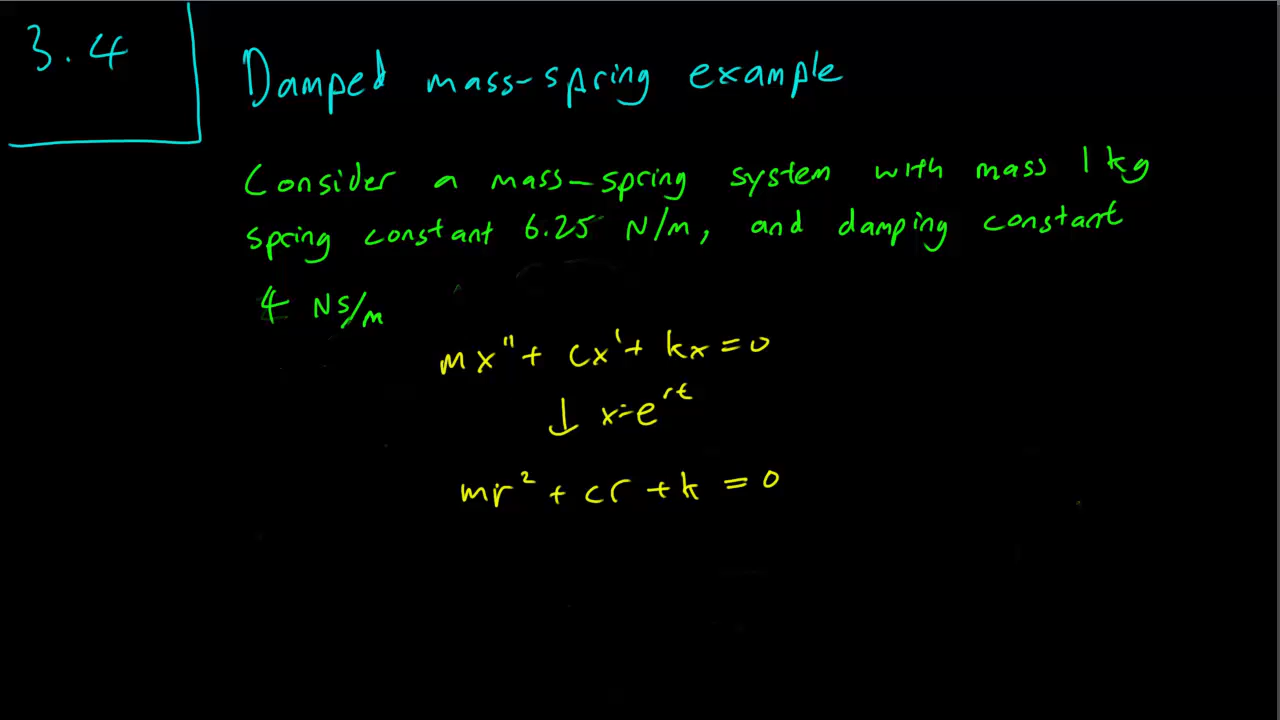 3.4
Damped mass-spring example
Consider a mass-spring system with mass 1 kg
spring constant 6.25 N/m, and damping constant
4 NS/m
mx" + cx' + kx = 0
↓ x=e^rt
mr² + cr + k = 0